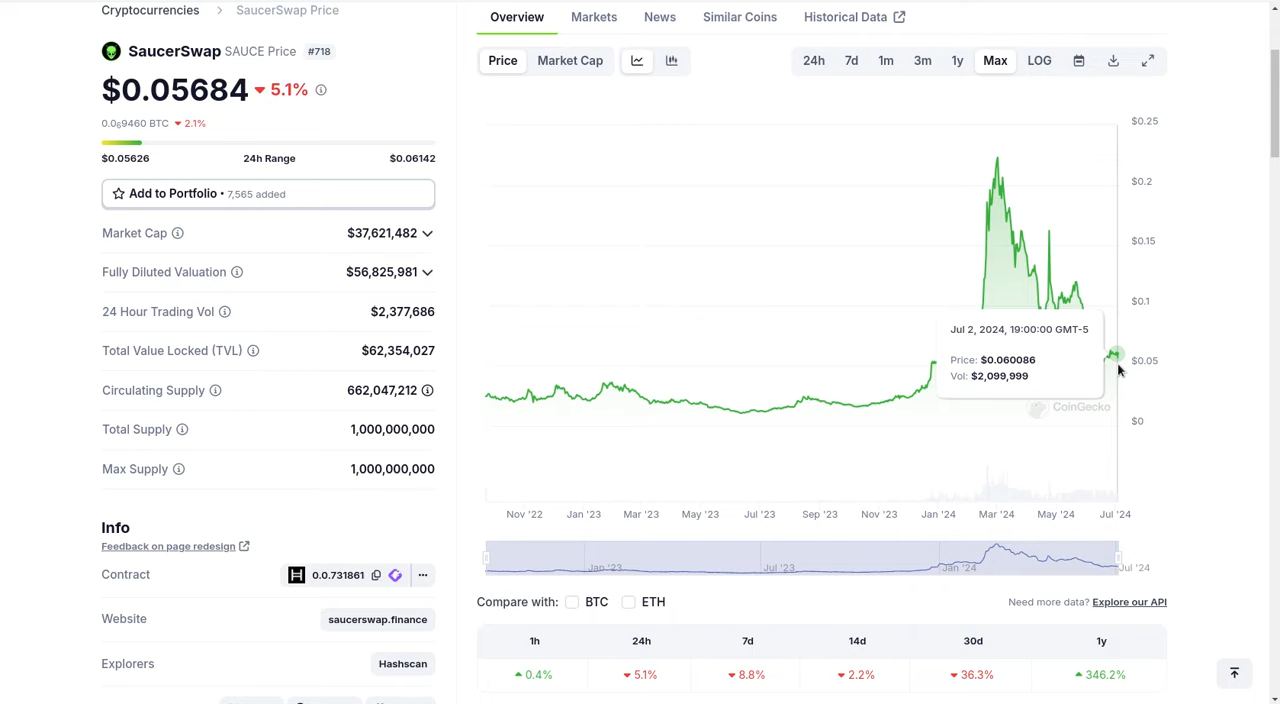 Cryptocurrencies > SaucerSwap Price
SaucerSwap SAUCE Price #718
$0.05684 5.1%
0.0₆9460 BTC 2.1%
$0.05626 24h Range $0.06142
Add to Portfolio • 7,565 added
Market Cap $37,621,482
Fully Diluted Valuation $56,825,981
24 Hour Trading Vol $2,377,686
Total Value Locked (TVL) $62,354,027
Circulating Supply 662,047,212
Total Supply 1,000,000,000
Max Supply 1,000,000,000
Info
Feedback on page redesign
Contract 0.0.731861
Website saucerswap.finance
Explorers Hashscan
Overview Markets News Similar Coins Historical Data
Price Market Cap 24h 7d 1m 3m 1y Max LOG
$0.25
$0.2
$0.15
$0.1
$0.05
$0
Jul 2, 2024, 19:00:00 GMT-5
Price: $0.060086
Vol: $2,099,999
CoinGecko
Nov '22 Jan '23 Mar '23 May '23 Jul '23 Sep '23 Nov '23 Jan '24 Mar '24 May '24 Jul '24
Jan '23 Jul '23 Jan '24 Jul '24
Compare with: BTC ETH Need more data? Explore our API
1h 24h 7d 14d 30d 1y
0.4% 5.1% 8.8% 2.2% 36.3% 346.2%